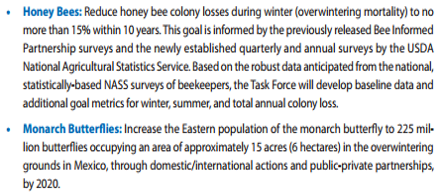 • Honey Bees: Reduce honey bee colony losses during winter (overwintering mortality) to no
more than 15% within 10 years. This goal is informed by the previously released Bee Informed
Partnership surveys and the newly established quarterly and annual surveys by the USDA
National Agricultural Statistics Service. Based on the robust data anticipated from the national,
statistically-based NASS surveys of beekeepers, the Task Force will develop baseline data and
additional goal metrics for winter, summer, and total annual colony loss.
• Monarch Butterflies: Increase the Eastern population of the monarch butterfly to 225 mil-
lion butterflies occupying an area of approximately 15 acres (6 hectares) in the overwintering
grounds in Mexico, through domestic/international actions and public-private partnerships,
by 2020.